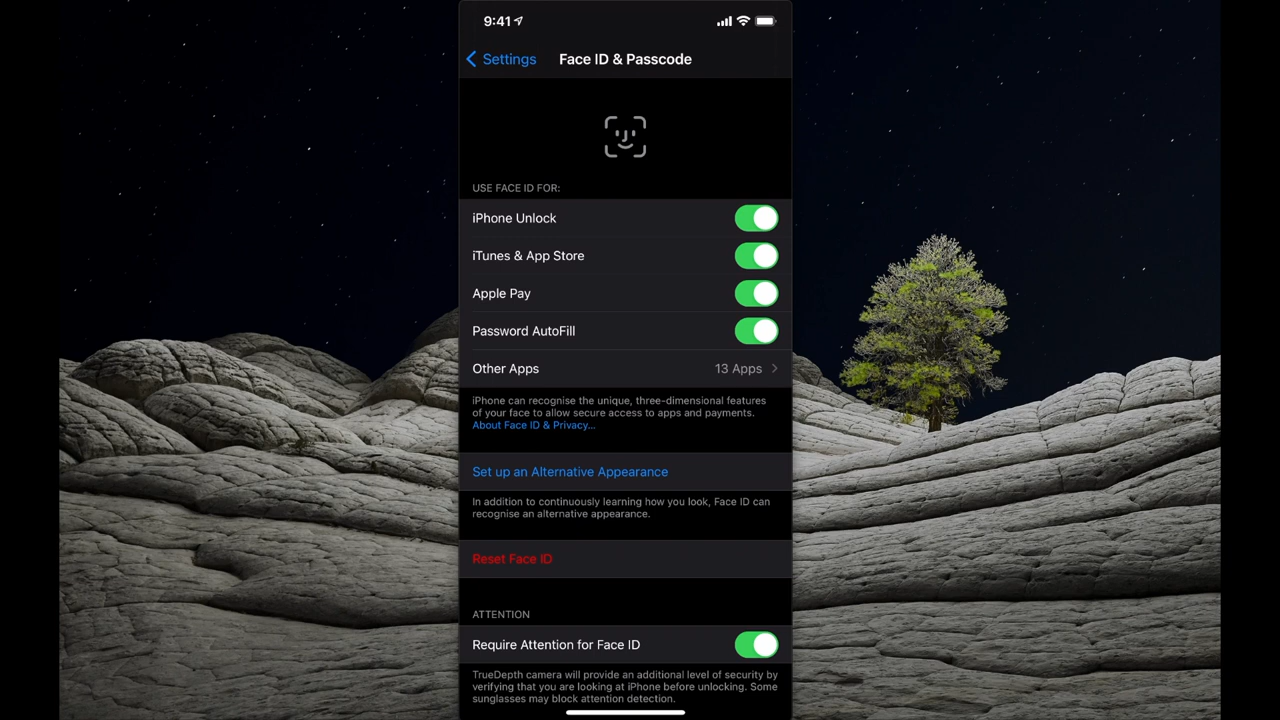 9:41
Settings
Face ID & Passcode
USE FACE ID FOR:
iPhone Unlock
iTunes & App Store
Apple Pay
Password AutoFill
Other Apps 13 Apps
iPhone can recognise the unique, three-dimensional features
of your face to allow secure access to apps and payments.
About Face ID & Privacy...
Set up an Alternative Appearance
In addition to continuously learning how you look, Face ID can
recognise an alternative appearance.
Reset Face ID
ATTENTION
Require Attention for Face ID
TrueDepth camera will provide an additional level of security by
verifying that you are looking at iPhone before unlocking. Some
sunglasses may block attention detection.